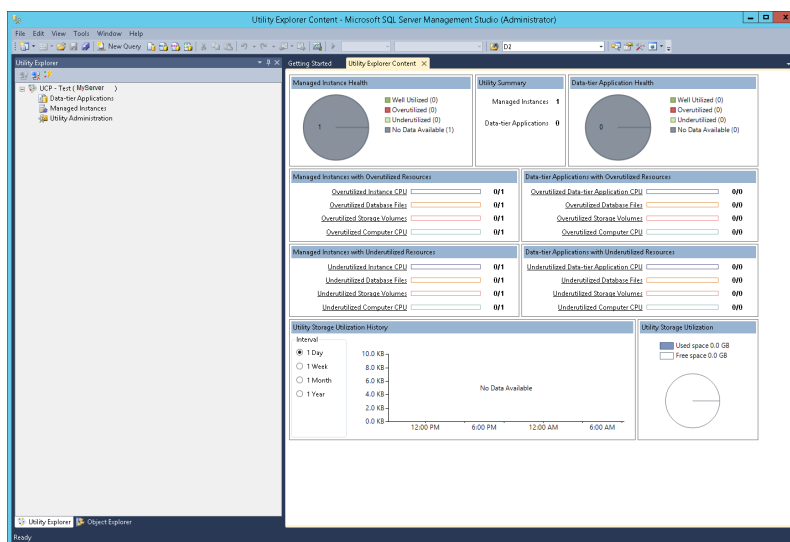 Utility Explorer Content - Microsoft SQL Server Management Studio (Administrator)
File Edit View Tools Window Help
New Query D2
Utility Explorer
UCP - Test ( MyServer )
Data-tier Applications
Managed Instances
Utility Administration
Getting Started Utility Explorer Content
Managed Instance Health
1
Well Utilized (0)
Overutilized (0)
Underutilized (0)
No Data Available (1)
Utility Summary
Managed Instances 1
Data-tier Applications 0
Data-tier Application Health
0
Well Utilized (0)
Overutilized (0)
Underutilized (0)
No Data Available (0)
Managed Instances with Overutilized Resources
Overutilized Instance CPU 0/1
Overutilized Database Files 0/1
Overutilized Storage Volumes 0/1
Overutilized Computer CPU 0/1
Data-tier Applications with Overutilized Resources
Overutilized Data-tier Application CPU 0/0
Overutilized Database Files 0/0
Overutilized Storage Volumes 0/0
Overutilized Computer CPU 0/0
Managed Instances with Underutilized Resources
Underutilized Instance CPU 0/1
Underutilized Database Files 0/1
Underutilized Storage Volumes 0/1
Underutilized Computer CPU 0/1
Data-tier Applications with Underutilized Resources
Underutilized Data-tier Application CPU 0/0
Underutilized Database Files 0/0
Underutilized Storage Volumes 0/0
Underutilized Computer CPU 0/0
Utility Storage Utilization History
Interval
1 Day
1 Week
1 Month
1 Year
10.0 KB
8.0 KB
6.0 KB
4.0 KB
2.0 KB
0.0 KB
No Data Available
12:00 PM 6:00 PM 12:00 AM 6:00 AM
Utility Storage Utilization
Used space 0.0 GB
Free space 0.0 GB
Utility Explorer Object Explorer
Ready